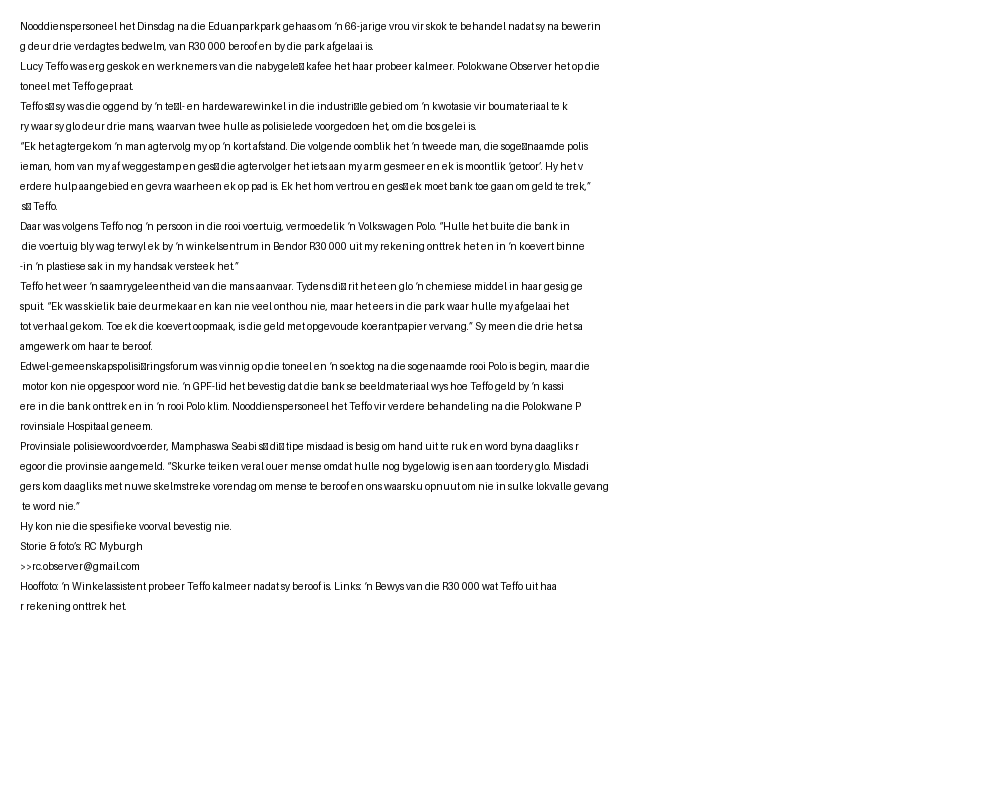 Nooddienspersoneel het Dinsdag na die Eduanparkpark gehaas om ‘n 66-jarige vrou vir skok te behandel nadat sy na bewerin
g deur drie verdagtes bedwelm, van R30 000 beroof en by die park afgelaai is.
Lucy Teffo was erg geskok en werknemers van die nabygele□ kafee het haar probeer kalmeer. Polokwane Observer het op die
toneel met Teffo gepraat.
Teffo s□ sy was die oggend by ‘n te□l- en hardewarewinkel in die industri□le gebied om ‘n kwotasie vir boumateriaal te k
ry waar sy glo deur drie mans, waarvan twee hulle as polisielede voorgedoen het, om die bos gelei is.
“Ek het agtergekom ‘n man agtervolg my op ‘n kort afstand. Die volgende oomblik het ‘n tweede man, die soge□naamde polis
ieman, hom van my af weggestamp en ges□ die agtervolger het iets aan my arm gesmeer en ek is moontlik ‘getoor’. Hy het v
erdere hulp aangebied en gevra waarheen ek op pad is. Ek het hom vertrou en ges□ ek moet bank toe gaan om geld te trek,”
s□ Teffo.
Daar was volgens Teffo nog ‘n persoon in die rooi voertuig, vermoedelik ‘n Volkswagen Polo. “Hulle het buite die bank in
die voertuig bly wag terwyl ek by ‘n winkelsentrum in Bendor R30 000 uit my rekening onttrek het en in ‘n koevert binne
-in ‘n plastiese sak in my handsak versteek het.”
Teffo het weer ‘n saamrygeleentheid van die mans aanvaar. Tydens di□ rit het een glo ‘n chemiese middel in haar gesig ge
spuit. “Ek was skielik baie deurmekaar en kan nie veel onthou nie, maar het eers in die park waar hulle my afgelaai het
tot verhaal gekom. Toe ek die koevert oopmaak, is die geld met opgevoude koerantpapier vervang.” Sy meen die drie het sa
amgewerk om haar te beroof.
Edwel-gemeenskapspolisi□ringsforum was vinnig op die toneel en ‘n soektog na die sogenaamde rooi Polo is begin, maar die
motor kon nie opgespoor word nie. ‘n GPF-lid het bevestig dat die bank se beeldmateriaal wys hoe Teffo geld by ‘n kassi
ere in die bank onttrek en in ‘n rooi Polo klim. Nooddienspersoneel het Teffo vir verdere behandeling na die Polokwane P
rovinsiale Hospitaal geneem.
Provinsiale polisiewoordvoerder, Mamphaswa Seabi s□ di□ tipe misdaad is besig om hand uit te ruk en word byna daagliks r
egoor die provinsie aangemeld. “Skurke teiken veral ouer mense omdat hulle nog bygelowig is en aan toordery glo. Misdadi
gers kom daagliks met nuwe skelmstreke vorendag om mense te beroof en ons waarsku opnuut om nie in sulke lokvalle gevang
te word nie.”
Hy kon nie die spesifieke voorval bevestig nie.
Storie & foto’s: RC Myburgh
>>rc.observer@gmail.com
Hooffoto: ‘n Winkelassistent probeer Teffo kalmeer nadat sy beroof is. Links: ‘n Bewys van die R30 000 wat Teffo uit haa
r rekening onttrek het.